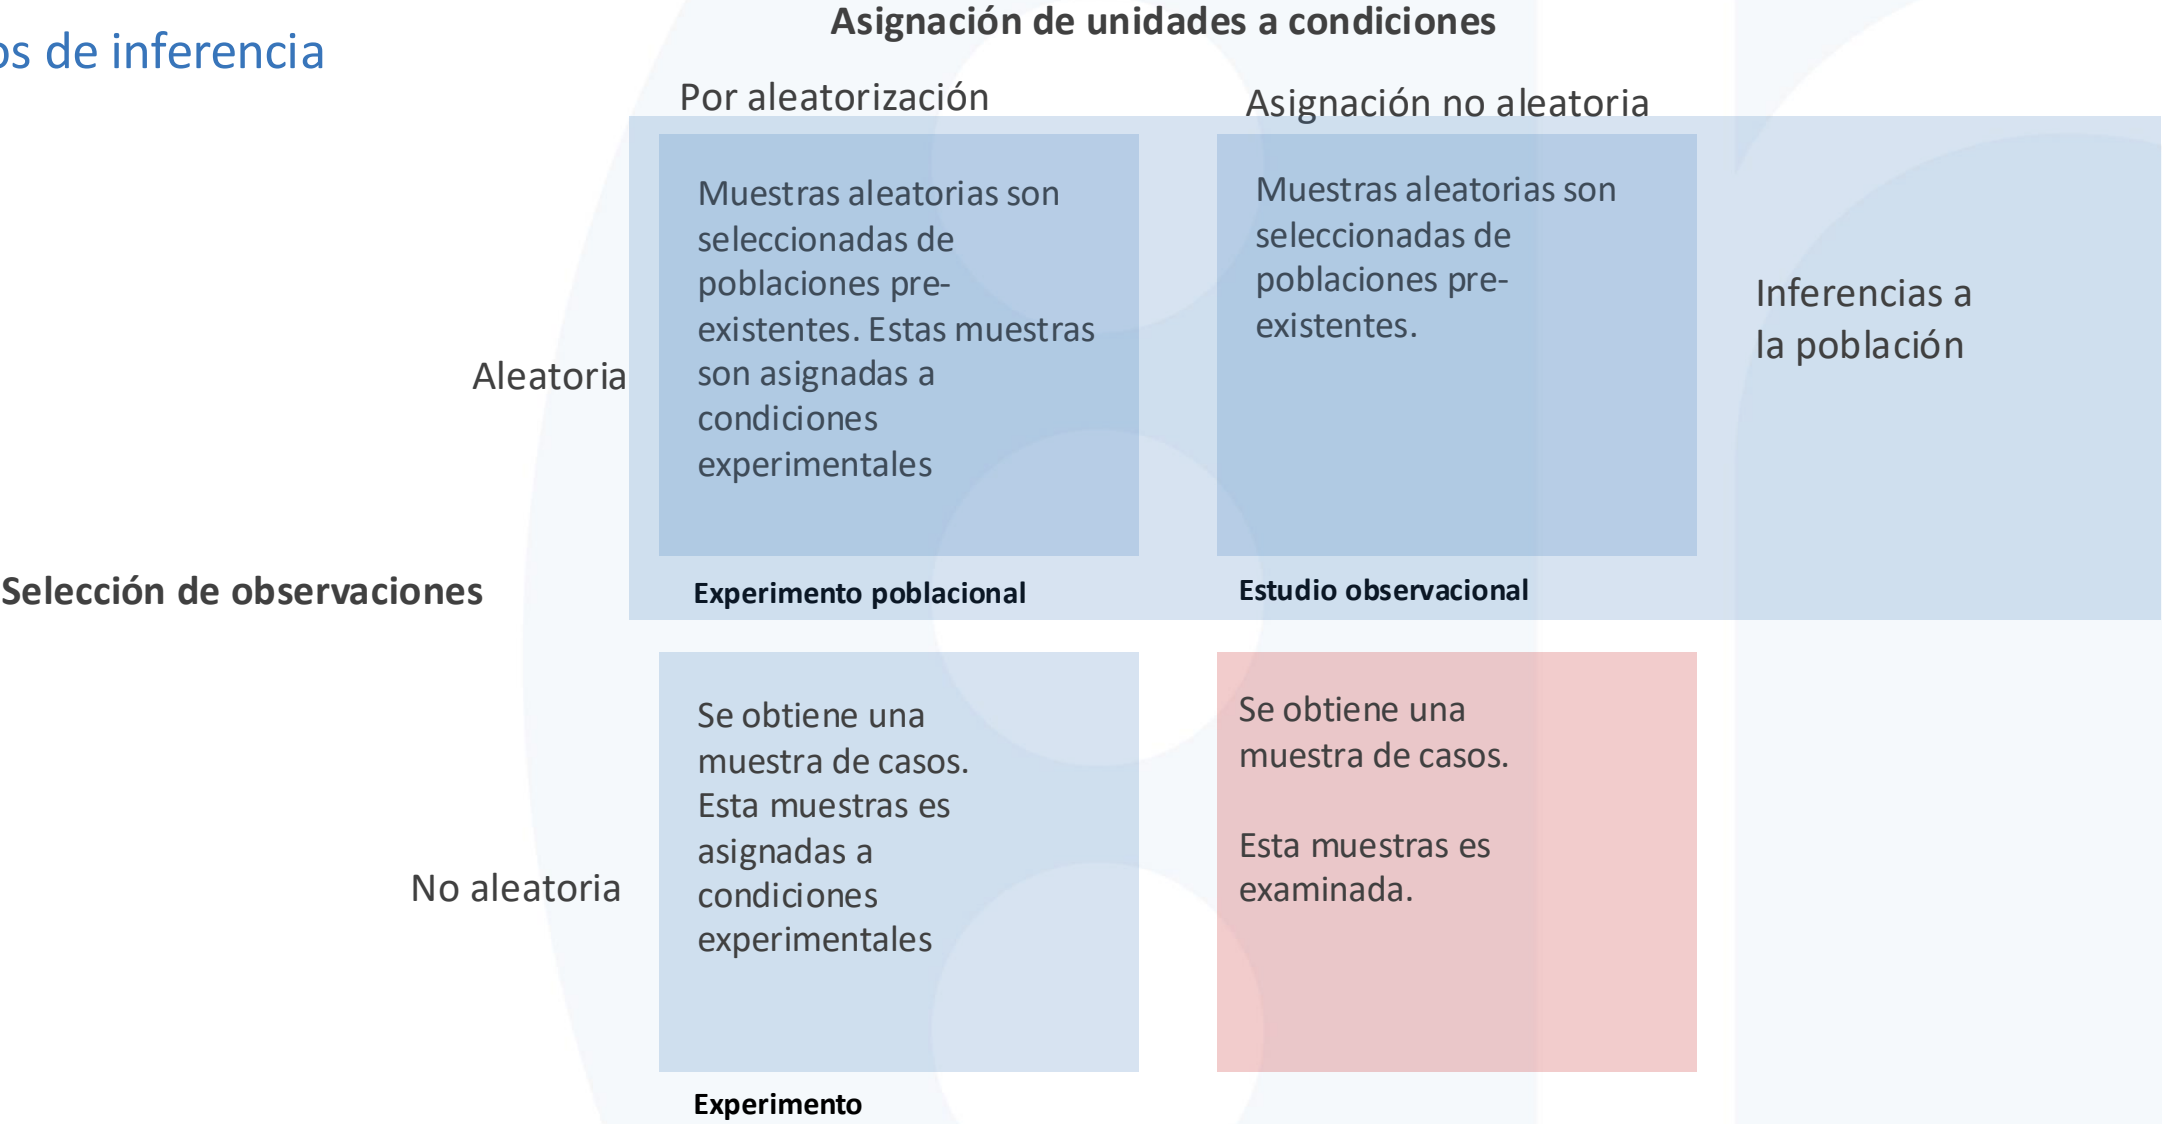 Asignación de unidades a condiciones
os de inferencia
Por aleatorización
Asignación no aleatoria
Muestras aleatorias son
seleccionadas de
poblaciones pre-
existentes. Estas muestras
son asignadas a
condiciones
experimentales
Muestras aleatorias son
seleccionadas de
poblaciones pre-
existentes.
Inferencias a
la población
Aleatoria
Selección de observaciones
Experimento poblacional
Estudio observacional
Se obtiene una
muestra de casos.
Esta muestras es
asignadas a
condiciones
experimentales
Se obtiene una
muestra de casos.
Esta muestras es
examinada.
No aleatoria
Experimento